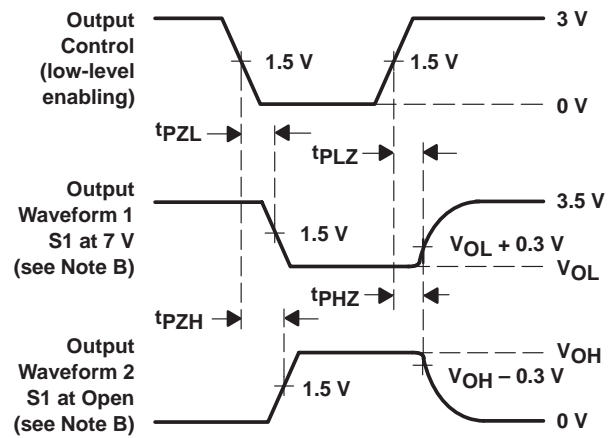 Output
Control
(low-level
enabling)
3 V
1.5 V
1.5 V
0 V
tPZL
tPLZ
Output
Waveform 1
S1 at 7 V
(see Note B)
3.5 V
1.5 V
VOL + 0.3 V
VOL
tPHZ
tPZH
Output
Waveform 2
S1 at Open
(see Note B)
VOH
1.5 V
VOH – 0.3 V
0 V